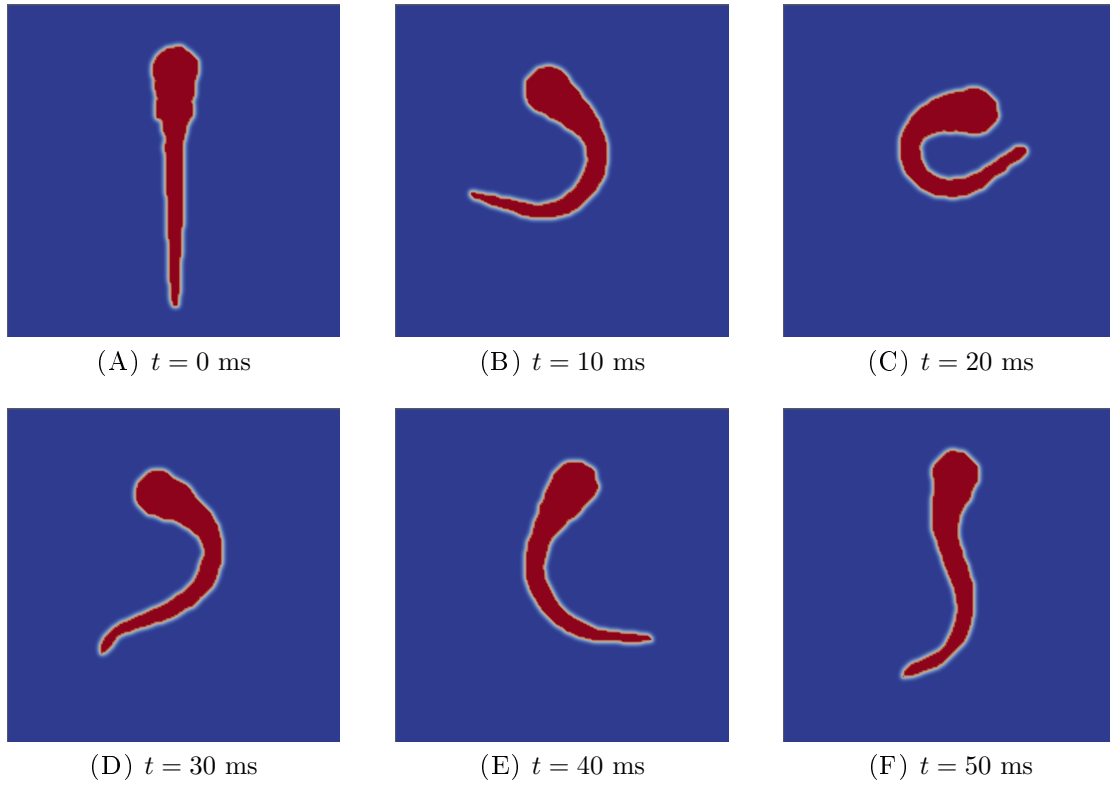 (A) t = 0 ms
(B) t = 10 ms
(C) t = 20 ms
(D) t = 30 ms
(E) t = 40 ms
(F) t = 50 ms